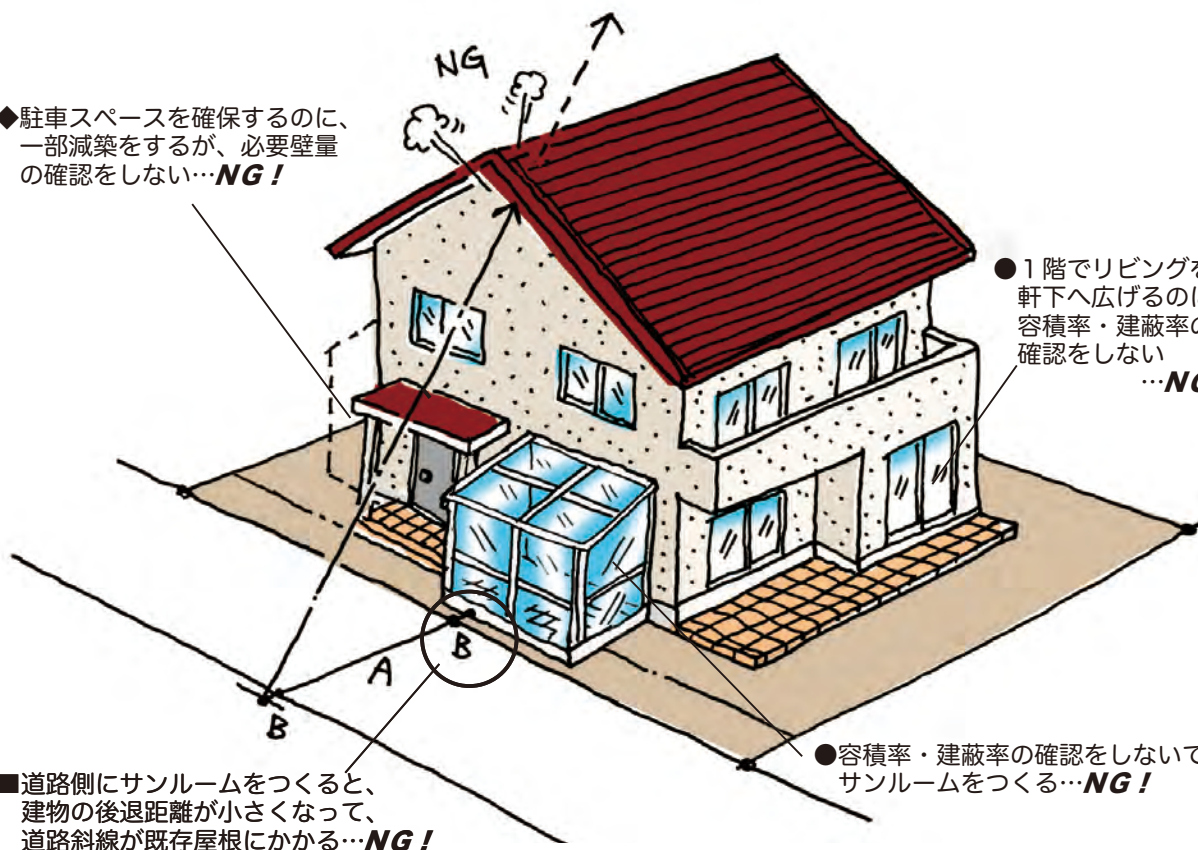 NG
◆駐車スペースを確保するのに、
一部減築をするが、必要壁量
の確認をしない…NG!
●1階でリビングを
軒下へ広げるのに
容積率・建蔽率の
確認をしない
…NG
A
B
B
●容積率・建蔽率の確認をしないで
サンルームをつくる…NG!
■道路側にサンルームをつくると、
建物の後退距離が小さくなって、
道路斜線が既存屋根にかかる…NG!